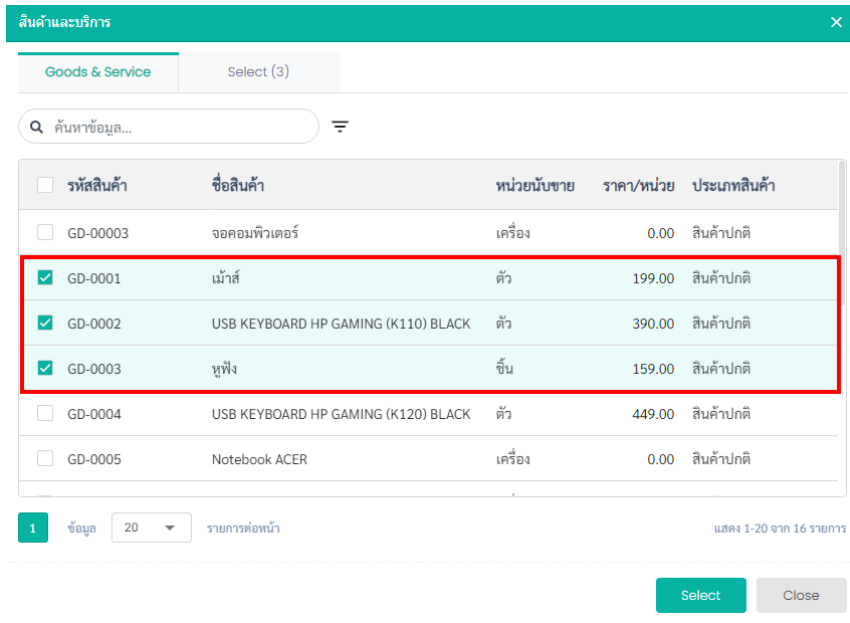 สินค้าและบริการ
Goods & Service Select (3)
ค้นหาข้อมูล...
รหัสสินค้า ชื่อสินค้า หน่วยนับขาย ราคา/หน่วย ประเภทสินค้า
GD-00003 จอคอมพิวเตอร์ เครื่อง 0.00 สินค้าปกติ
GD-0001 เม้าส์ ตัว 199.00 สินค้าปกติ
GD-0002 USB KEYBOARD HP GAMING (K110) BLACK ตัว 390.00 สินค้าปกติ
GD-0003 หูฟัง ชิ้น 159.00 สินค้าปกติ
GD-0004 USB KEYBOARD HP GAMING (K120) BLACK ตัว 449.00 สินค้าปกติ
GD-0005 Notebook ACER เครื่อง 0.00 สินค้าปกติ
1 ข้อมูล 20 รายการต่อหน้า แสดง 1-20 จาก 16 รายการ
Select Close